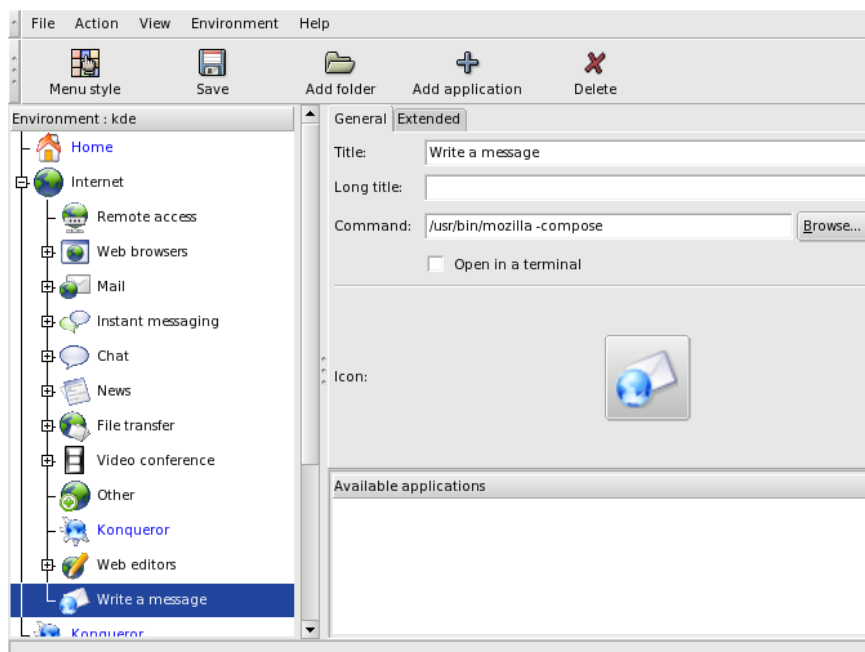 File Action View Environment Help
Menu style Save Add folder Add application Delete
Environment : kde
Home
Internet
Remote access
Web browsers
Mail
Instant messaging
Chat
News
File transfer
Video conference
Other
Konqueror
Web editors
Write a message
Konqueror
General Extended
Title: Write a message
Long title:
Command: /usr/bin/mozilla -compose Browse...
Open in a terminal
Icon:
Available applications